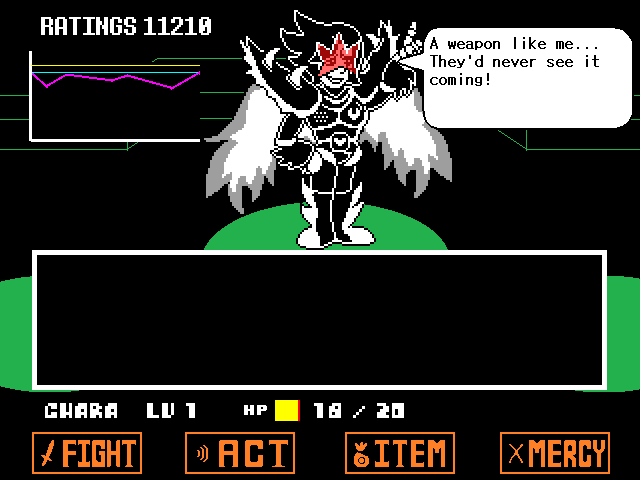 RATINGS 11210
A weapon like me...
They'd never see it
coming!
CHARA LV 1 HP 18 / 20
FIGHT ACT ITEM MERCY